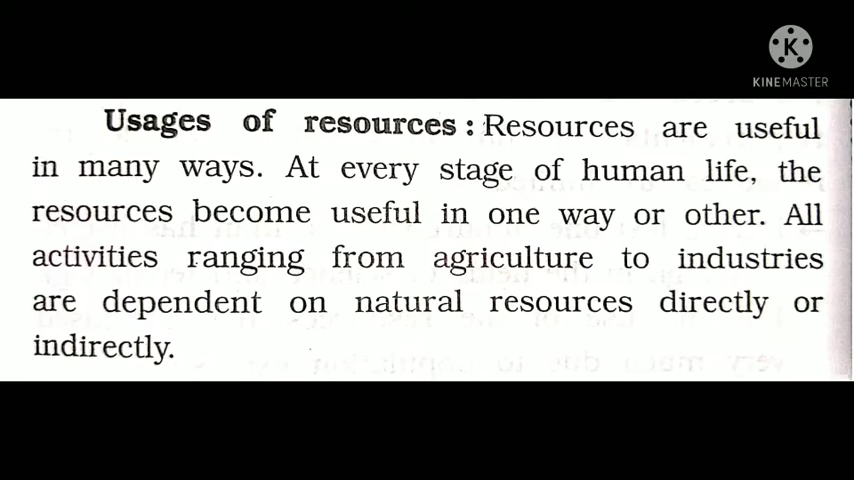 K
KINEMASTER
Usages of resources : Resources are useful
in many ways. At every stage of human life, the
resources become useful in one way or other. All
activities ranging from agriculture to industries
are dependent on natural resources directly or
indirectly.